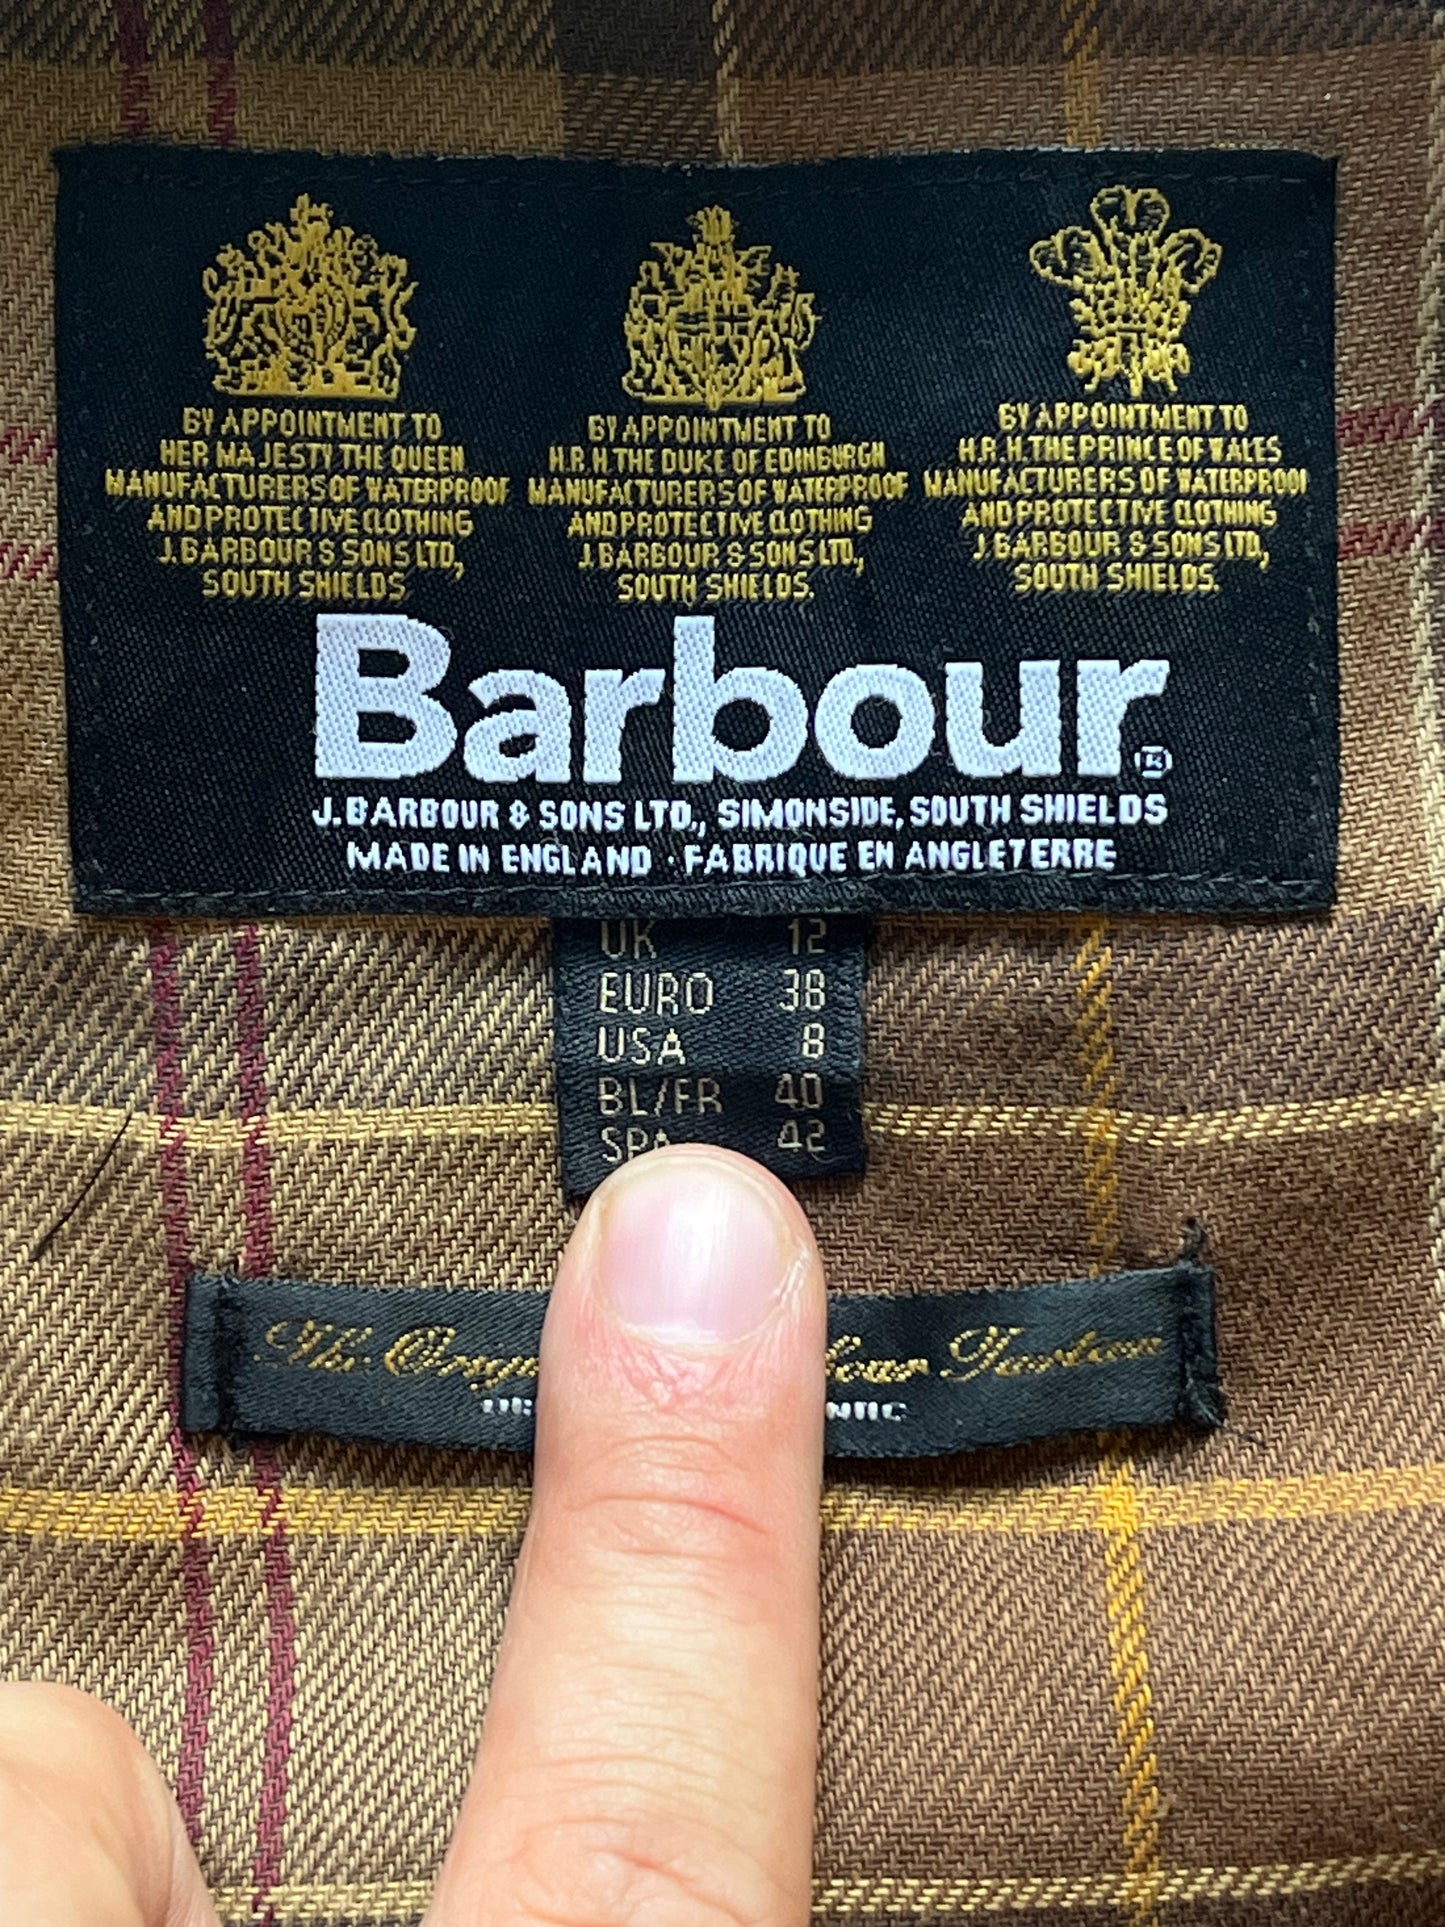 BY APPOINTMENT TO
HER MAJESTY THE QUEEN
MANUFACTURERS OF WATERPROOF
AND PROTECTIVE CLOTHING
J. BARBOUR & SONS LTD,
SOUTH SHIELDS.
BY APPOINTMENT TO
H.R.H. THE DUKE OF EDINBURGH
MANUFACTURERS OF WATERPROOF
AND PROTECTIVE CLOTHING
J. BARBOUR & SONS LTD,
SOUTH SHIELDS.
BY APPOINTMENT TO
H.R.H. THE PRINCE OF WALES
MANUFACTURERS OF WATERPROOF
AND PROTECTIVE CLOTHING
J. BARBOUR & SONS LTD,
SOUTH SHIELDS.
Barbour®
J. BARBOUR & SONS LTD., SIMONSIDE, SOUTH SHIELDS
MADE IN ENGLAND · FABRIQUE EN ANGLETERRE
UK 12
EURO 38
USA 8
BL/FR 40
SPA 42
The Tartan